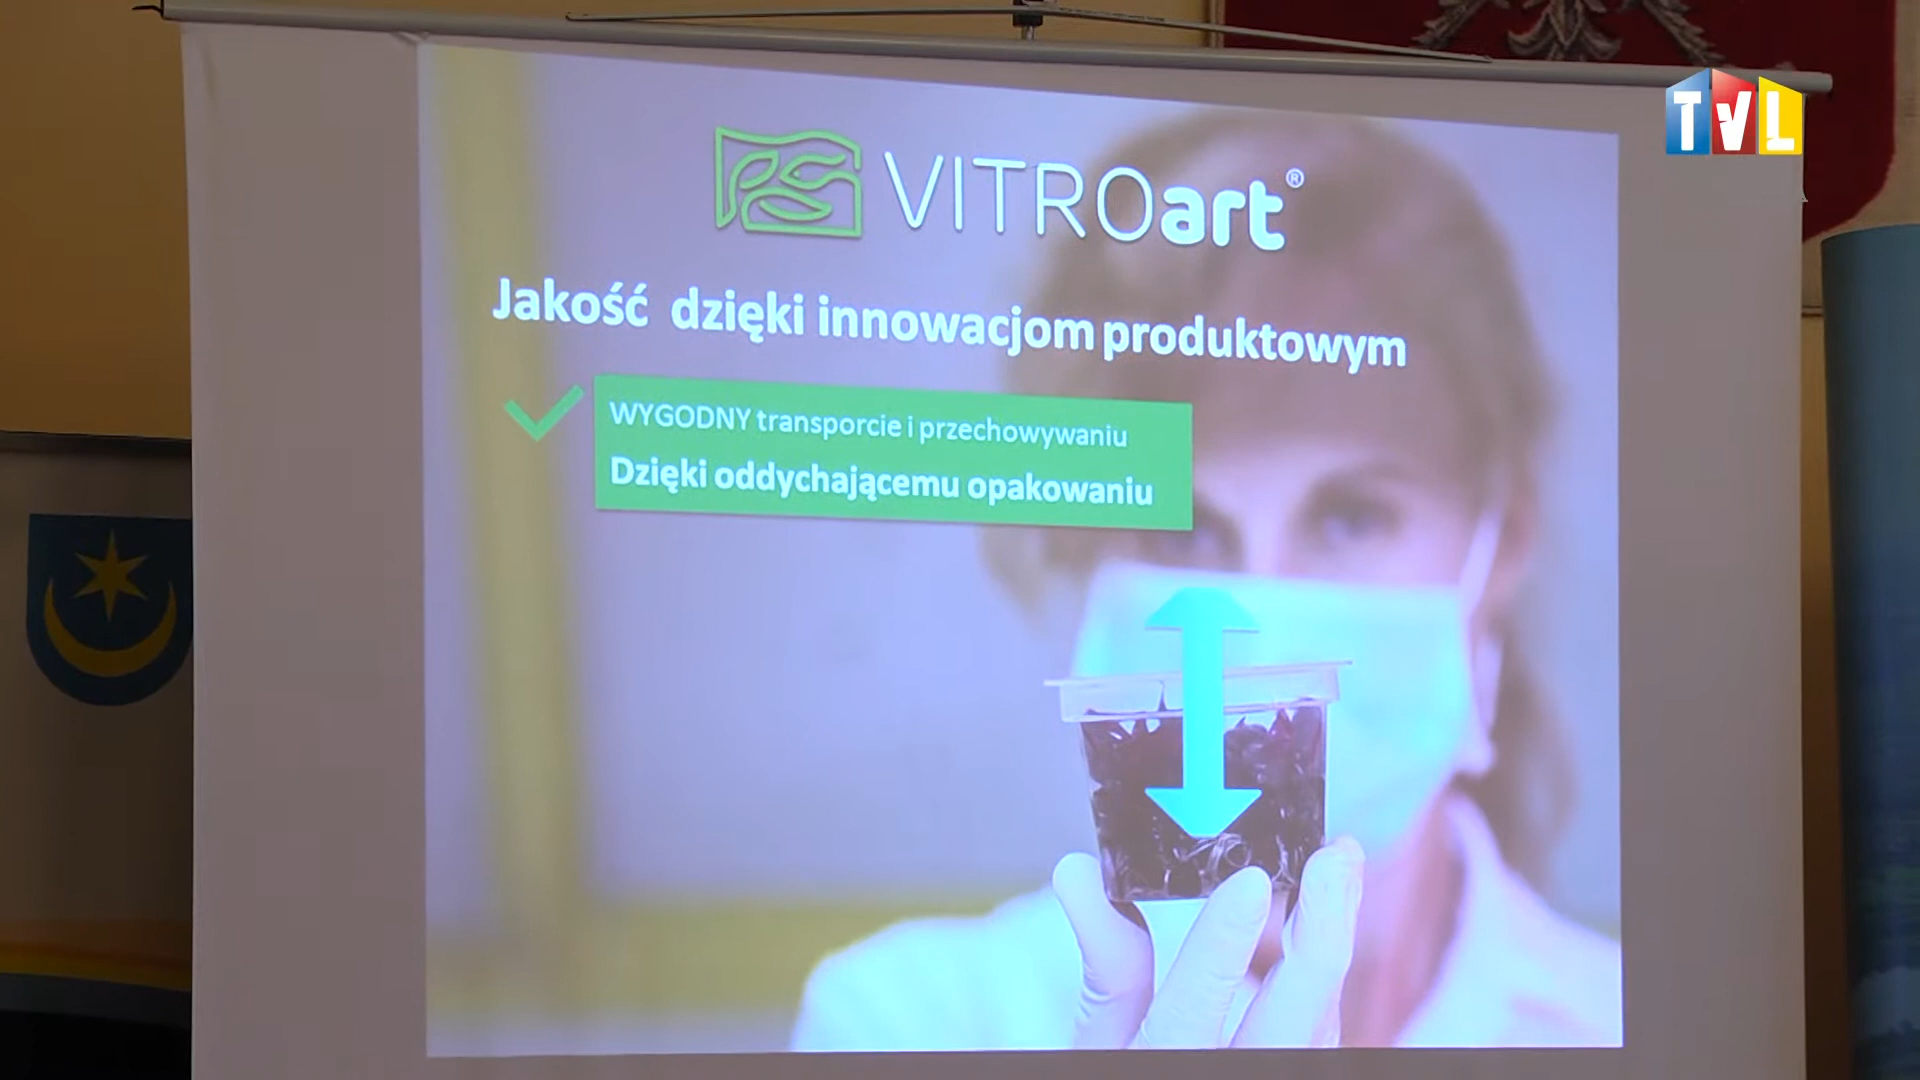 TVL
VITROart®
Jakość dzięki innowacjom produktowym
WYGODNY transporcie i przechowywaniu
Dzięki oddychającemu opakowaniu